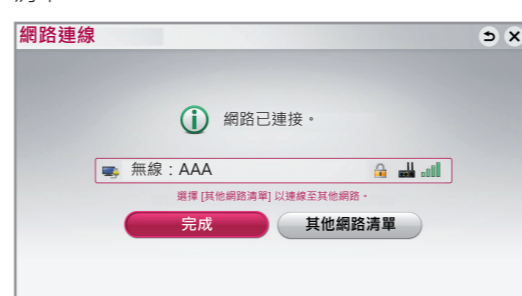 網路連線
網路已連接。
無線：AAA
選擇 [其他網路清單] 以連線至其他網路。
完成
其他網路清單